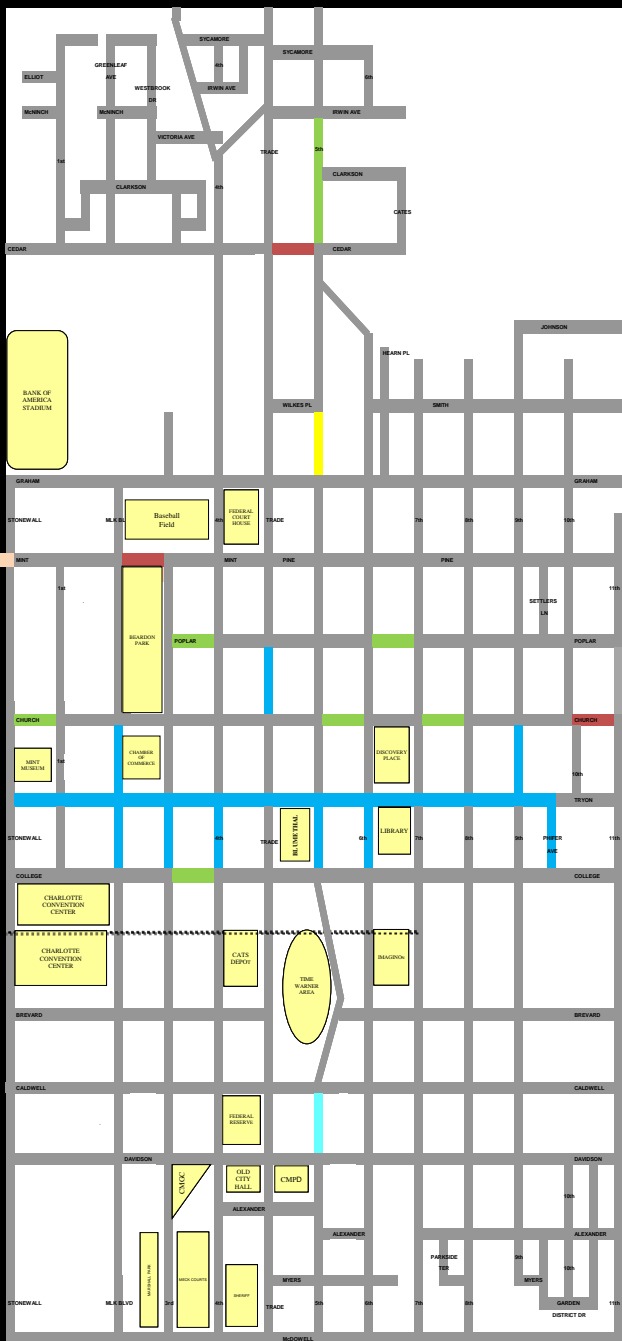 SYCAMORE
SYCAMORE
GREENLEAF
AVE
4th
ELLIOT
6th
WESTBROOK
DR
IRWIN AVE
McNINCH
McNINCH
IRWIN AVE
VICTORIA AVE
TRADE
5th
1st
CLARKSON
CLARKSON
4th
CATES
CEDAR
CEDAR
JOHNSON
HEARN PL
BANK OF
AMERICA
STADIUM
WILKES PL
SMITH
GRAHAM
GRAHAM
STONEWALL
MLK BL
Baseball
Field
4th
FEDERAL
COURT
HOUSE
TRADE
7th
8th
9th
10th
MINT
MINT
PINE
PINE
1st
11th
SETTLERS
LN
BEARDON
PARK
POPLAR
POPLAR
CHURCH
CHURCH
MINT
MUSEUM
1st
CHAMBER
OF
COMMERCE
DISCOVERY
PLACE
10th
TRYON
STONEWALL
4th
TRADE
BLUMETHAL
6th
LIBRARY
7th
8th
9th
PHIFER
AVE
11th
COLLEGE
COLLEGE
CHARLOTTE
CONVENTION
CENTER
CHARLOTTE
CONVENTION
CENTER
CATS
DEPOT
TIME
WARNER
AREA
IMAGINON
BREVARD
BREVARD
CALDWELL
CALDWELL
FEDERAL
RESERVE
DAVIDSON
DAVIDSON
CMGC
OLD
CITY
HALL
CMPD
10th
ALEXANDER
ALEXANDER
ALEXANDER
PARKSIDE
TER
9th
10th
MARSHALL PARK
MECK COURTS
SHERIFF
MYERS
MYERS
STONEWALL
MLK BLVD
3rd
4th
TRADE
5th
6th
7th
8th
GARDEN
DISTRICT DR
11th
McDOWELL